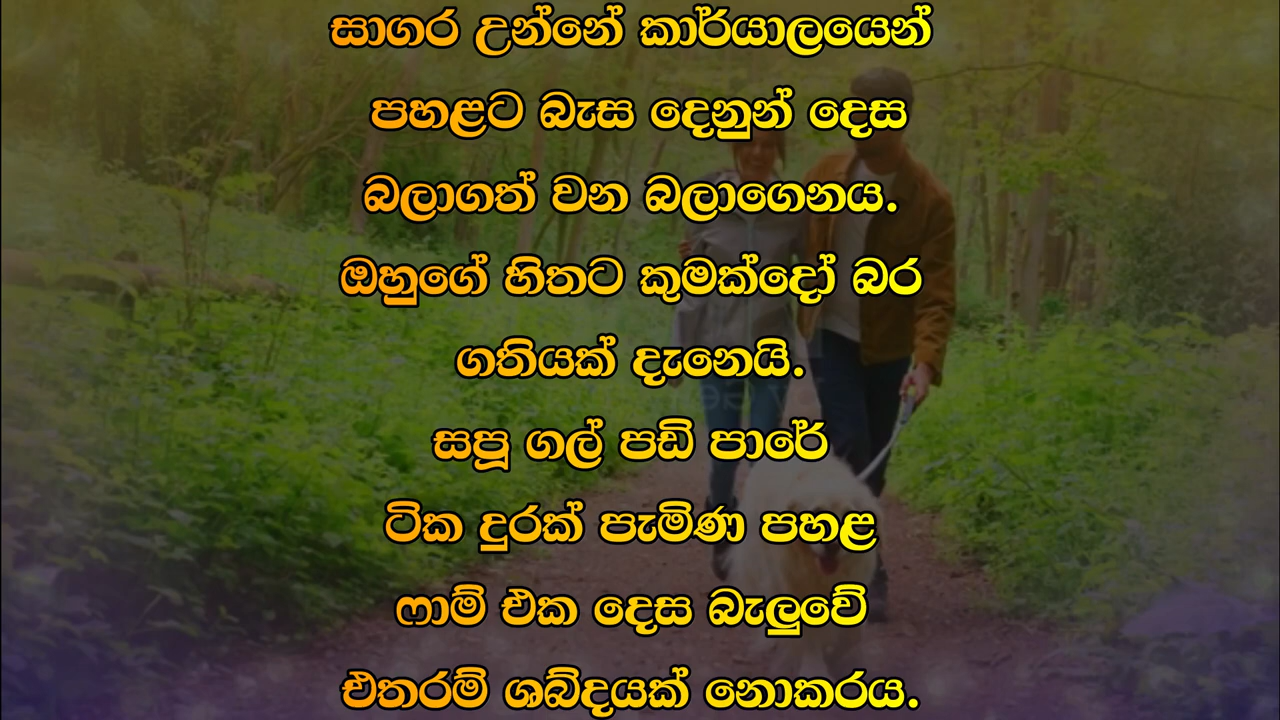 සාගර උන්නේ කාර්යාලයෙන්
පහළට බැස දෙනුන් දෙස
බලාගත් වන බලාගෙනය.
ඔහුගේ හිතට කුමක්දෝ බර
ගතියක් දැනෙයි.
සපූ ගල් පඩි පාරේ
ටික දුරක් පැමිණ පහළ
ෆාම් එක දෙස බැලුවේ
එතරම් ශබ්දයක් නොකරය.